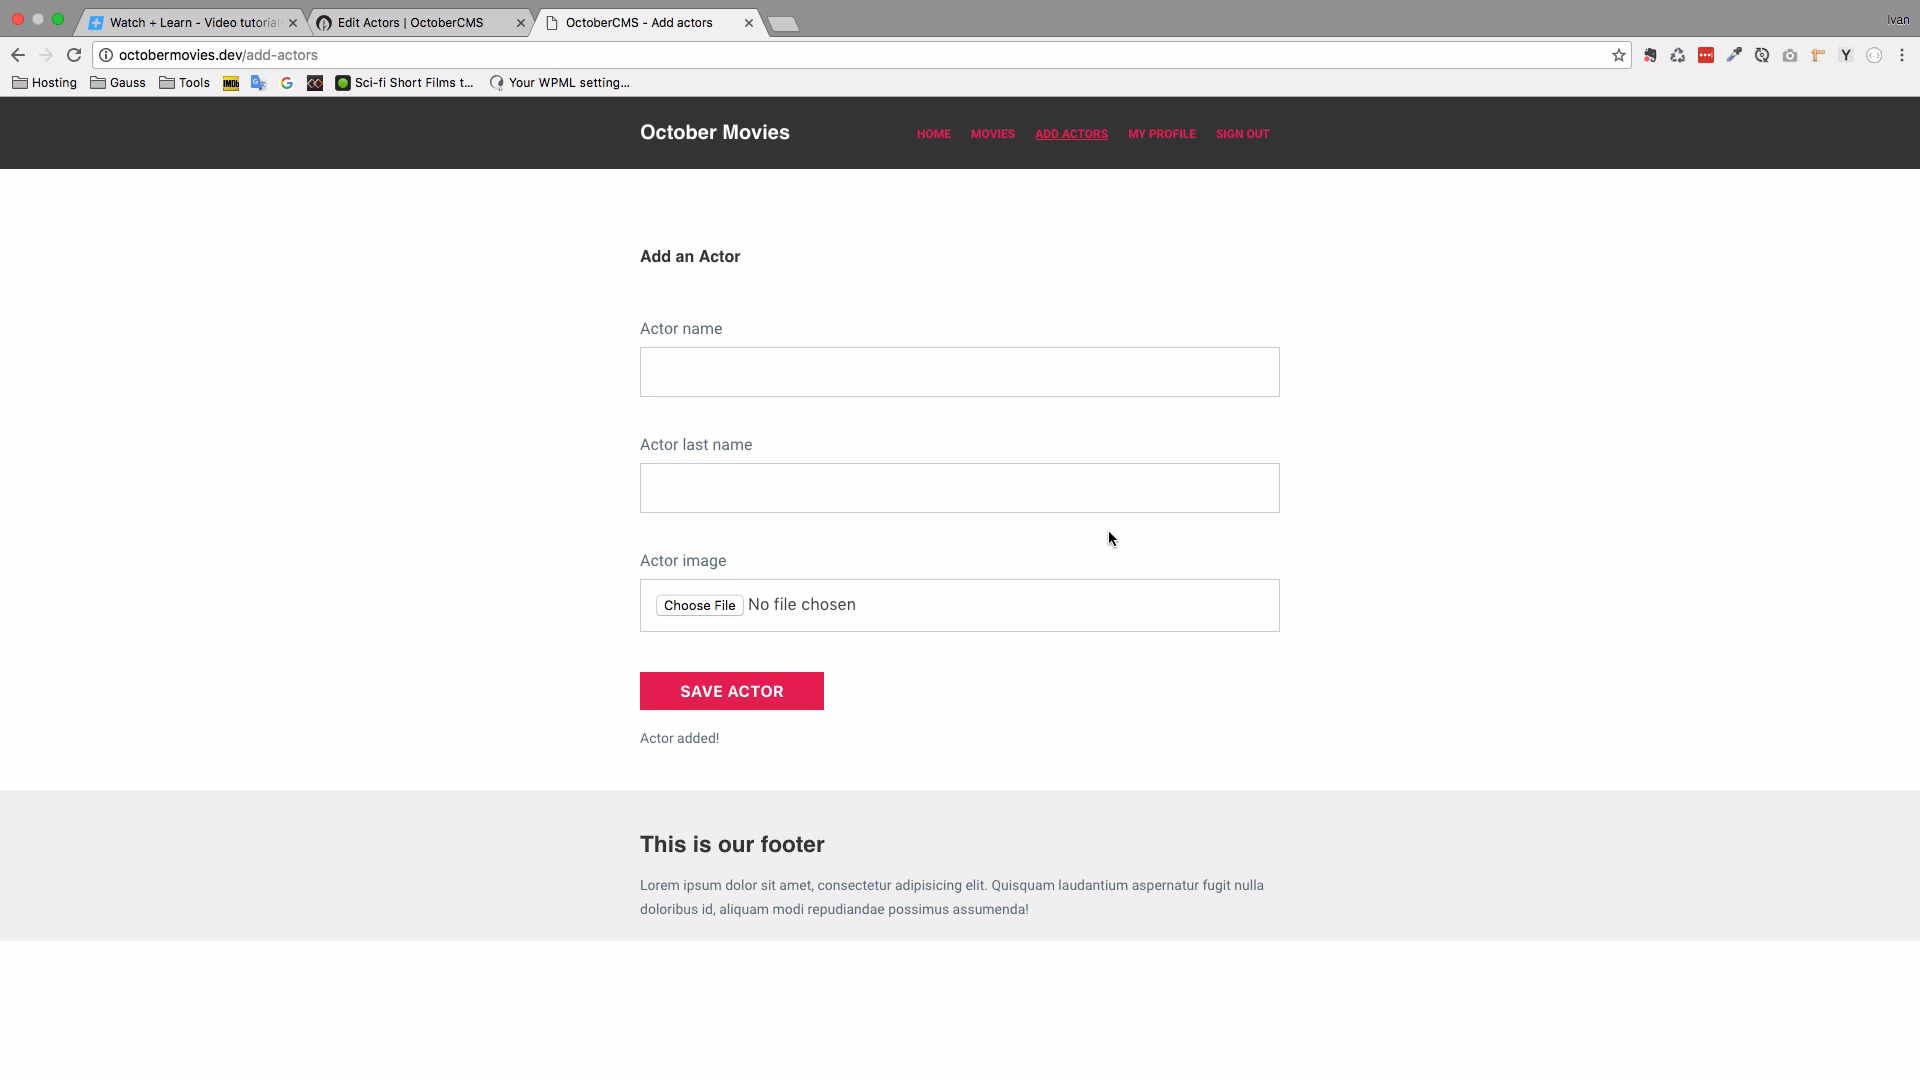 Ivan
Watch + Learn - Video tutorial
Edit Actors | OctoberCMS
OctoberCMS - Add actors
octobermovies.dev/add-actors
Hosting
Gauss
Tools
IMDb
Sci-fi Short Films t...
Your WPML setting...
October Movies
HOME
MOVIES
ADD ACTORS
MY PROFILE
SIGN OUT
Add an Actor
Actor name
Actor last name
Actor image
Choose File No file chosen
SAVE ACTOR
Actor added!
This is our footer
Lorem ipsum dolor sit amet, consectetur adipisicing elit. Quisquam laudantium aspernatur fugit nulla
doloribus id, aliquam modi repudiandae possimus assumenda!